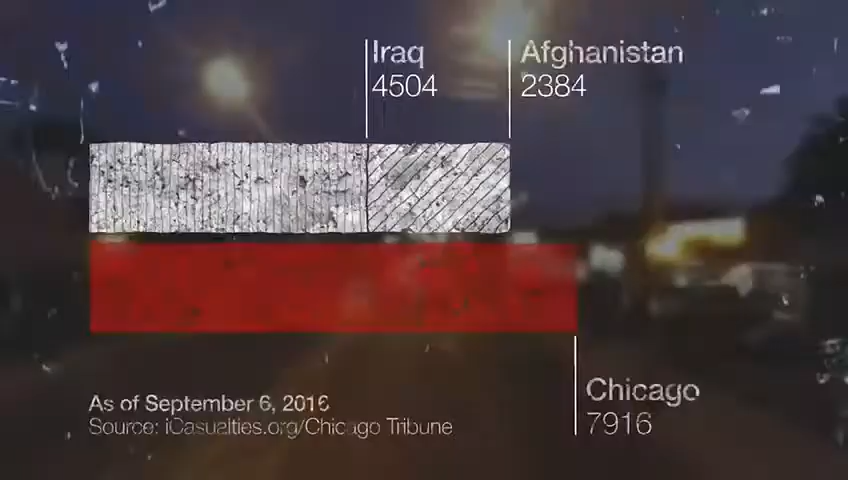 Iraq
4504
Afghanistan
2384
As of September 6, 2016
Source: iCasualties.org/Chicago Tribune
Chicago
7916